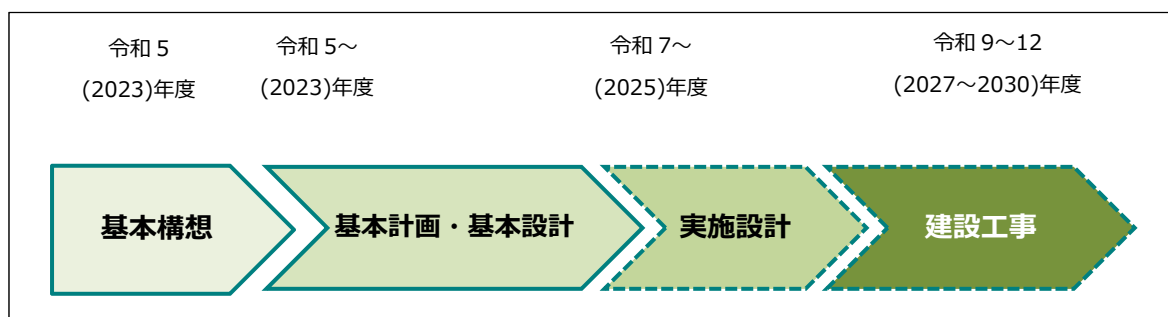 令和５
(2023)年度
令和５～
(2023)年度
令和７～
(2025)年度
令和９～12
(2027～2030)年度
基本構想
基本計画・基本設計
実施設計
建設工事